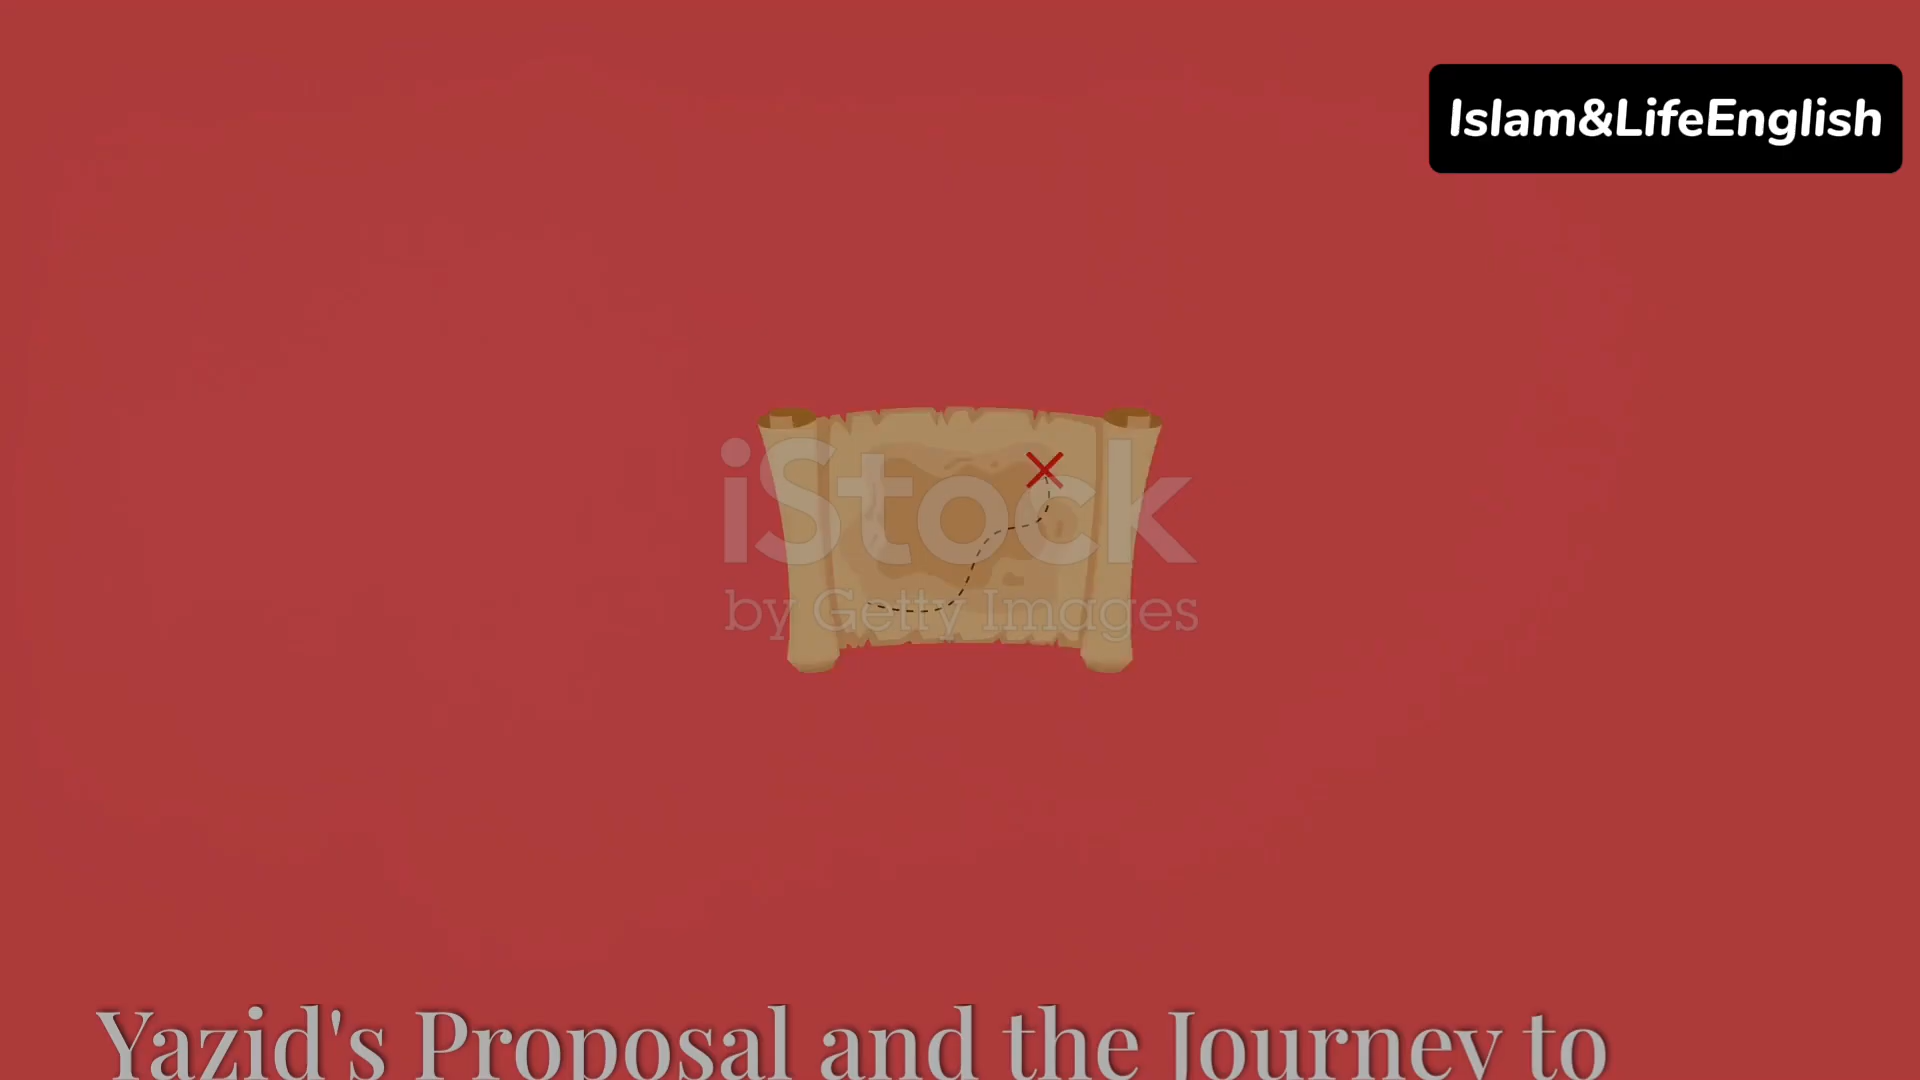 Islam&LifeEnglish
iStock
by Getty Images
Yazid's Proposal and the Journey to